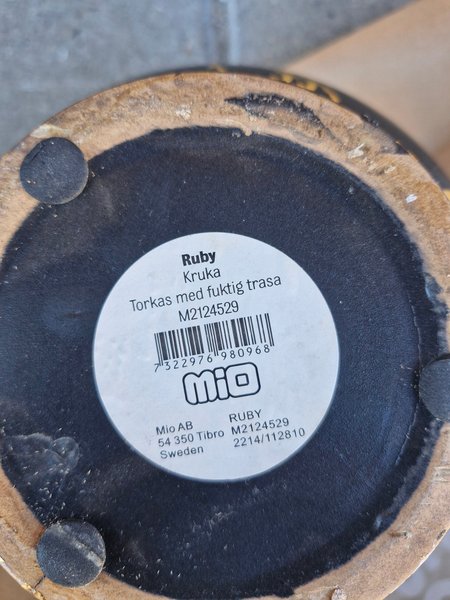 Ruby
Kruka
Torkas med fuktig trasa
M2124529
7 322976 980968
MIO
Mio AB
54 350 Tibro
Sweden
RUBY
M2124529
2214/112810